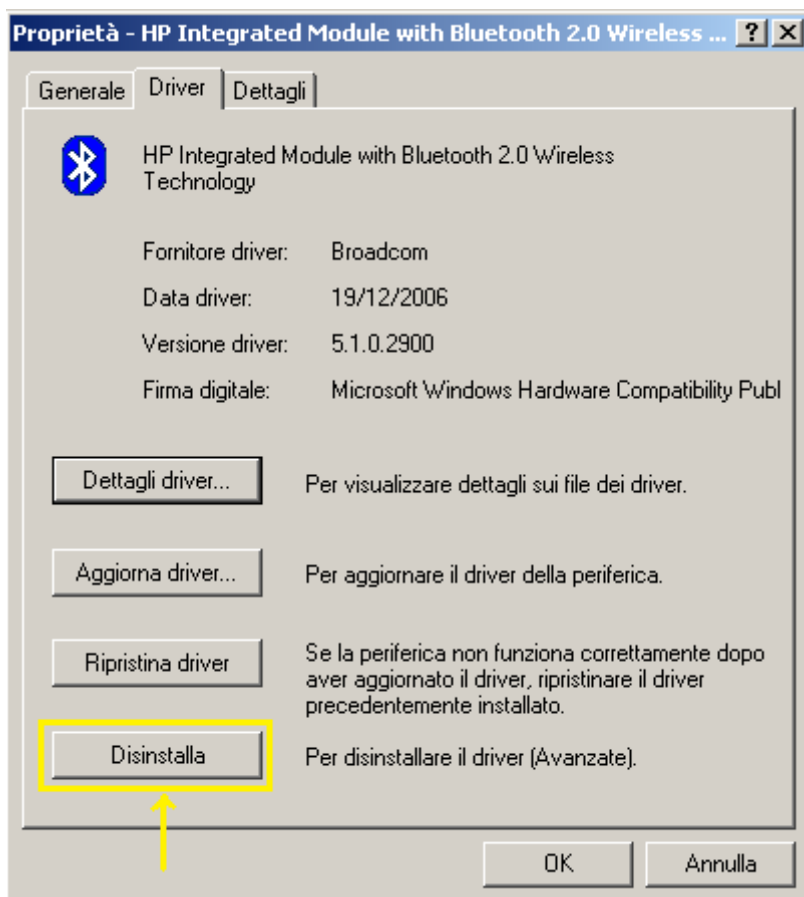 Proprietà - HP Integrated Module with Bluetooth 2.0 Wireless ...
Generale Driver Dettagli
HP Integrated Module with Bluetooth 2.0 Wireless
Technology
Fornitore driver: Broadcom
Data driver: 19/12/2006
Versione driver: 5.1.0.2900
Firma digitale: Microsoft Windows Hardware Compatibility Publ
Dettagli driver... Per visualizzare dettagli sui file dei driver.
Aggiorna driver... Per aggiornare il driver della periferica.
Ripristina driver Se la periferica non funziona correttamente dopo
aver aggiornato il driver, ripristinare il driver
precedentemente installato.
Disinstalla Per disinstallare il driver (Avanzate).
OK Annulla